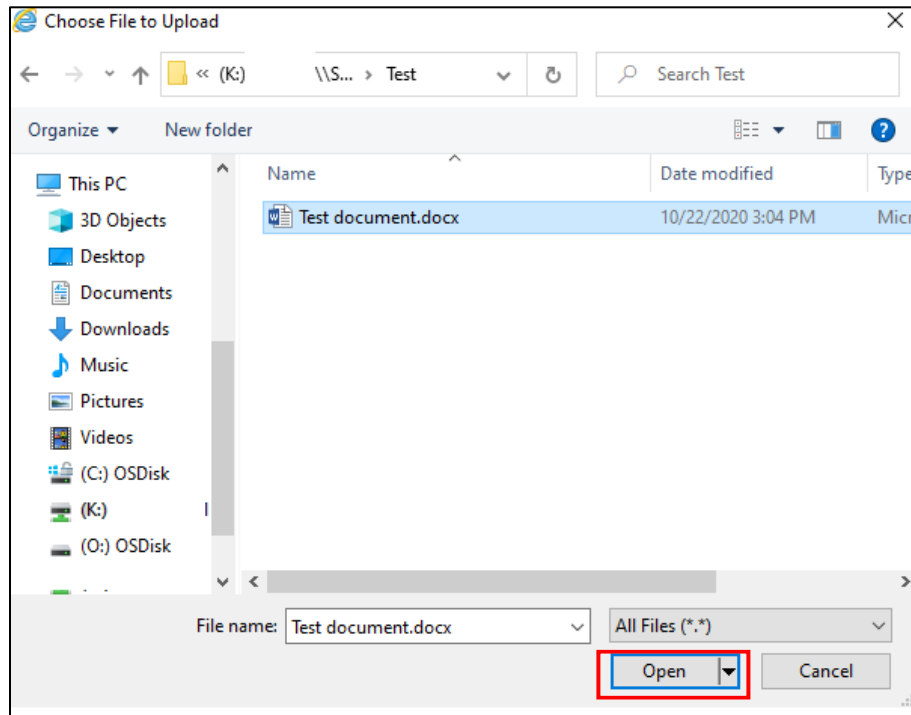 Choose File to Upload
« (K:) \\S... > Test
Search Test
Organize New folder
?
Name Date modified Type
Test document.docx 10/22/2020 3:04 PM Micr
This PC
3D Objects
Desktop
Documents
Downloads
Music
Pictures
Videos
(C:) OSDisk
(K:)
(O:) OSDisk
File name: Test document.docx All Files (*.*)
Open Cancel